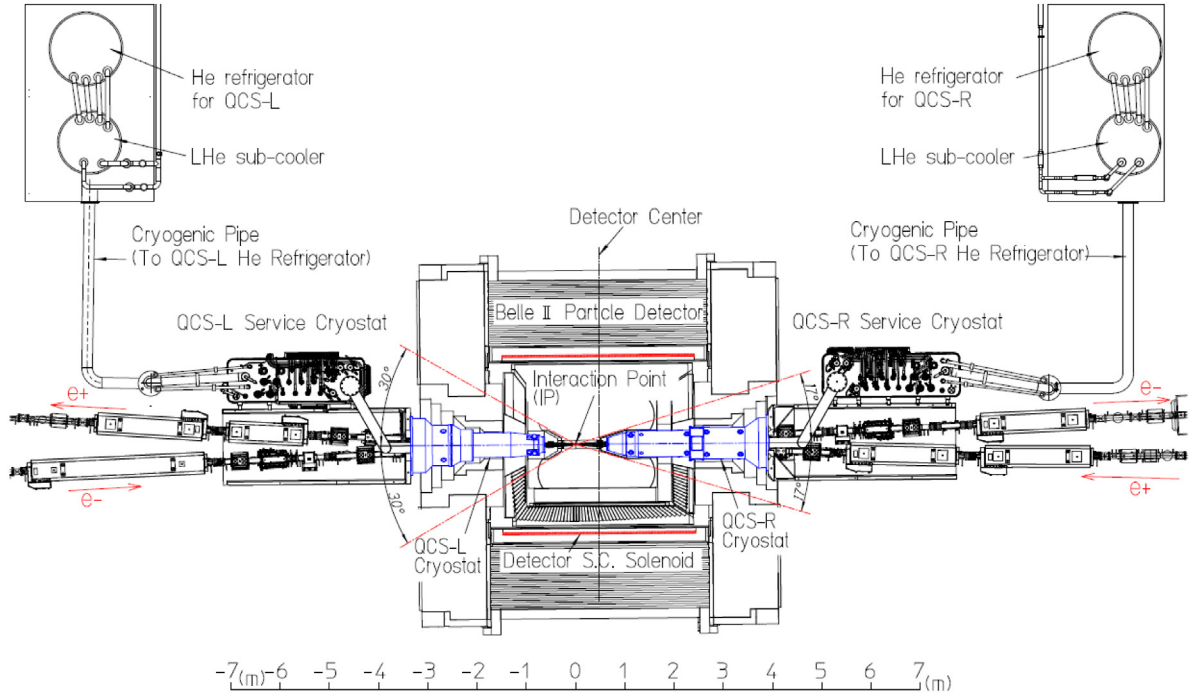 He refrigerator
for QCS-L
LHe sub-cooler
Cryogenic Pipe
(To QCS-L He Refrigerator)
QCS-L Service Cryostat
He refrigerator
for QCS-R
LHe sub-cooler
Detector Center
Cryogenic Pipe
(To QCS-R He Refrigerator)
QCS-R Service Cryostat
Belle II Particle Detector
Interaction Point
(IP)
30°
30°
17°
17°
e+
e-
e-
e+
QCS-L
Cryostat
QCS-R
Cryostat
Detector S.C. Solenoid
-7(m) -6 -5 -4 -3 -2 -1 0 1 2 3 4 5 6 7(m)